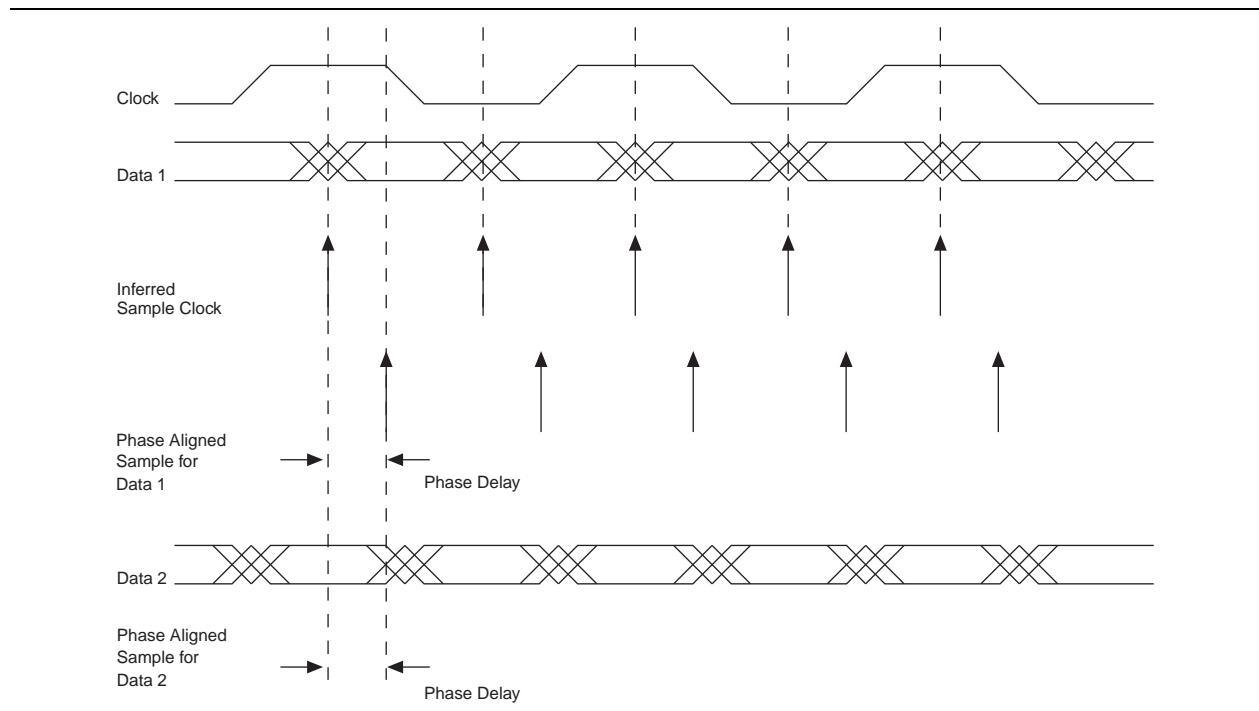 Clock
Data 1
Inferred
Sample Clock
Phase Aligned
Sample for
Data 1
Phase Delay
Data 2
Phase Aligned
Sample for
Data 2
Phase Delay